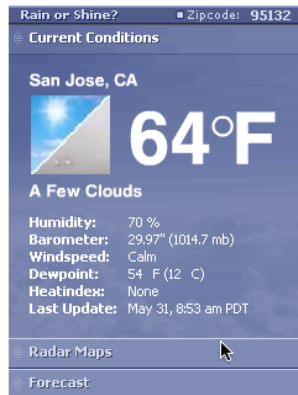 Rain or Shine? Zipcode: 95132
Current Conditions
San Jose, CA
64°F
A Few Clouds
Humidity: 70 %
Barometer: 29.97" (1014.7 mb)
Windspeed: Calm
Dewpoint: 54 F (12 C)
Heatindex: None
Last Update: May 31, 8:53 am PDT
Radar Maps
Forecast